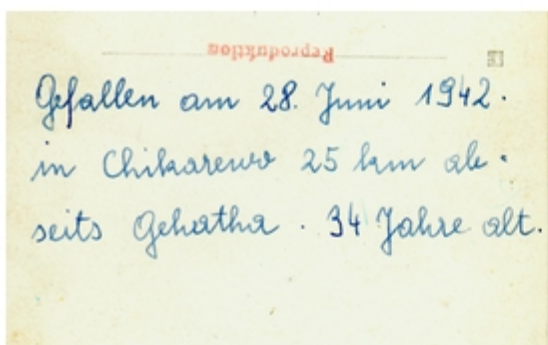 Reproduktion
Gefallen am 28. Juni 1942.
in Chikarewo 25 km ab-
seits Gehatha. 34 Jahre alt.